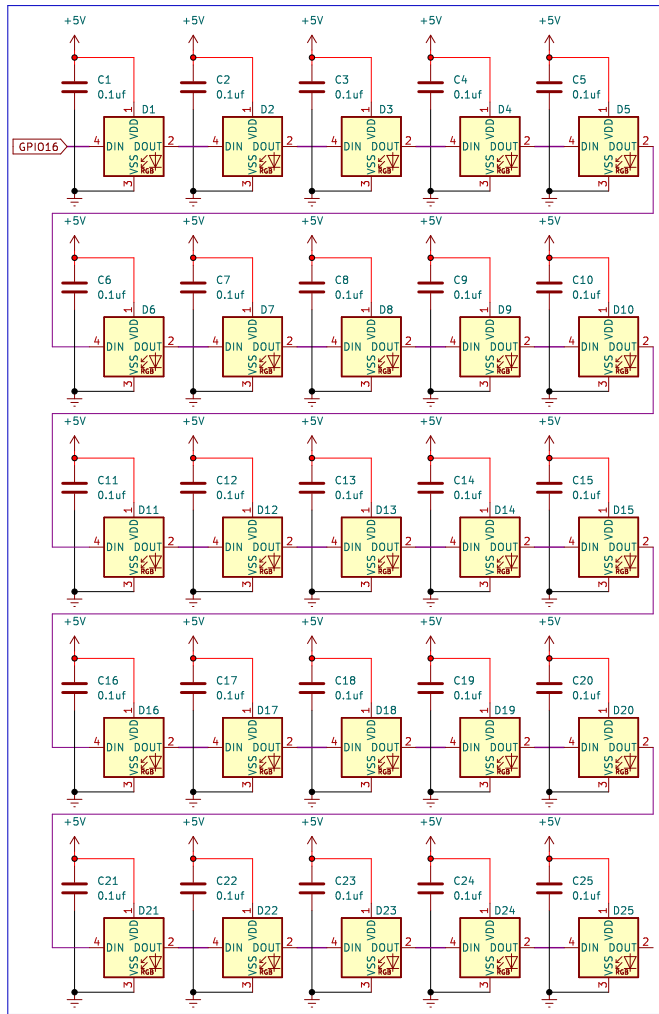 +5V +5V +5V +5V +5V
C1 C2 C3 C4 C5
0.1uf 0.1uf 0.1uf 0.1uf 0.1uf
D1 D2 D3 D4 D5
1 1 1 1 1
VDD VDD VDD VDD VDD
GPIO16 4 DIN DOUT 2 4 DIN DOUT 2 4 DIN DOUT 2 4 DIN DOUT 2 4 DIN DOUT 2
VSS RGB VSS RGB VSS RGB VSS RGB VSS RGB
3 3 3 3 3
+5V +5V +5V +5V +5V
C6 C7 C8 C9 C10
0.1uf 0.1uf 0.1uf 0.1uf 0.1uf
D6 D7 D8 D9 D10
1 1 1 1 1
VDD VDD VDD VDD VDD
4 DIN DOUT 2 4 DIN DOUT 2 4 DIN DOUT 2 4 DIN DOUT 2 4 DIN DOUT 2
VSS RGB VSS RGB VSS RGB VSS RGB VSS RGB
3 3 3 3 3
+5V +5V +5V +5V +5V
C11 C12 C13 C14 C15
0.1uf 0.1uf 0.1uf 0.1uf 0.1uf
D11 D12 D13 D14 D15
1 1 1 1 1
VDD VDD VDD VDD VDD
4 DIN DOUT 2 4 DIN DOUT 2 4 DIN DOUT 2 4 DIN DOUT 2 4 DIN DOUT 2
VSS RGB VSS RGB VSS RGB VSS RGB VSS RGB
3 3 3 3 3
+5V +5V +5V +5V +5V
C16 C17 C18 C19 C20
0.1uf 0.1uf 0.1uf 0.1uf 0.1uf
D16 D17 D18 D19 D20
1 1 1 1 1
VDD VDD VDD VDD VDD
4 DIN DOUT 2 4 DIN DOUT 2 4 DIN DOUT 2 4 DIN DOUT 2 4 DIN DOUT 2
VSS RGB VSS RGB VSS RGB VSS RGB VSS RGB
3 3 3 3 3
+5V +5V +5V +5V +5V
C21 C22 C23 C24 C25
0.1uf 0.1uf 0.1uf 0.1uf 0.1uf
D21 D22 D23 D24 D25
1 1 1 1 1
VDD VDD VDD VDD VDD
4 DIN DOUT 2 4 DIN DOUT 2 4 DIN DOUT 2 4 DIN DOUT 2 4 DIN DOUT 2
VSS RGB VSS RGB VSS RGB VSS RGB VSS RGB
3 3 3 3 3